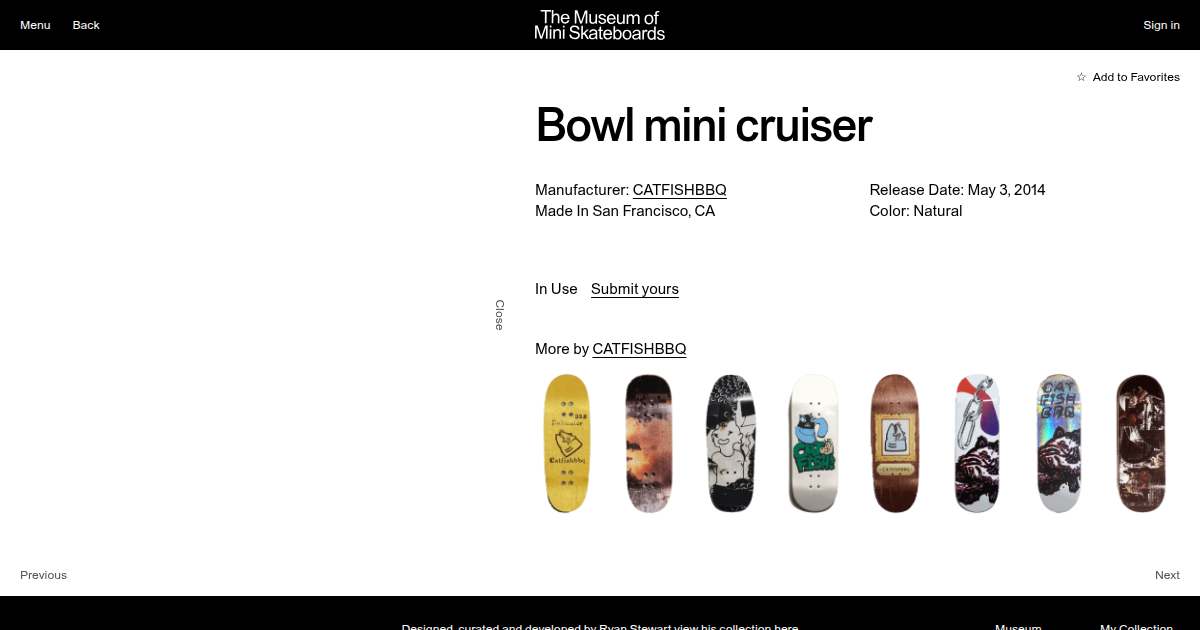 Menu
Back
The Museum of
Mini Skateboards
Sign in
☆ Add to Favorites
Bowl mini cruiser
Manufacturer: CATFISHBBQ
Made In San Francisco, CA
Release Date: May 3, 2014
Color: Natural
In Use Submit yours
Close
More by CATFISHBBQ
Catfishbbq
CAT
FISH
BBQ
CATFISHBBQ
Previous
Next
Designed, curated and developed by Ryan Stewart view his collection here
Museum
My Collection